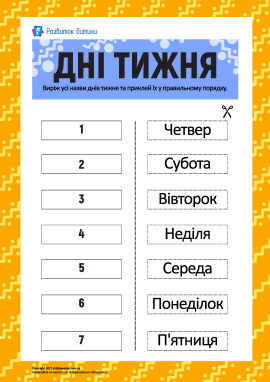 Развиток дитини
ДНІ ТИЖНЯ
Виріж усі назви днів тижня та приклей їх у правильному порядку.
1 Четвер
2 Субота
3 Вівторок
4 Неділя
5 Середа
6 Понеділок
7 П'ятниця